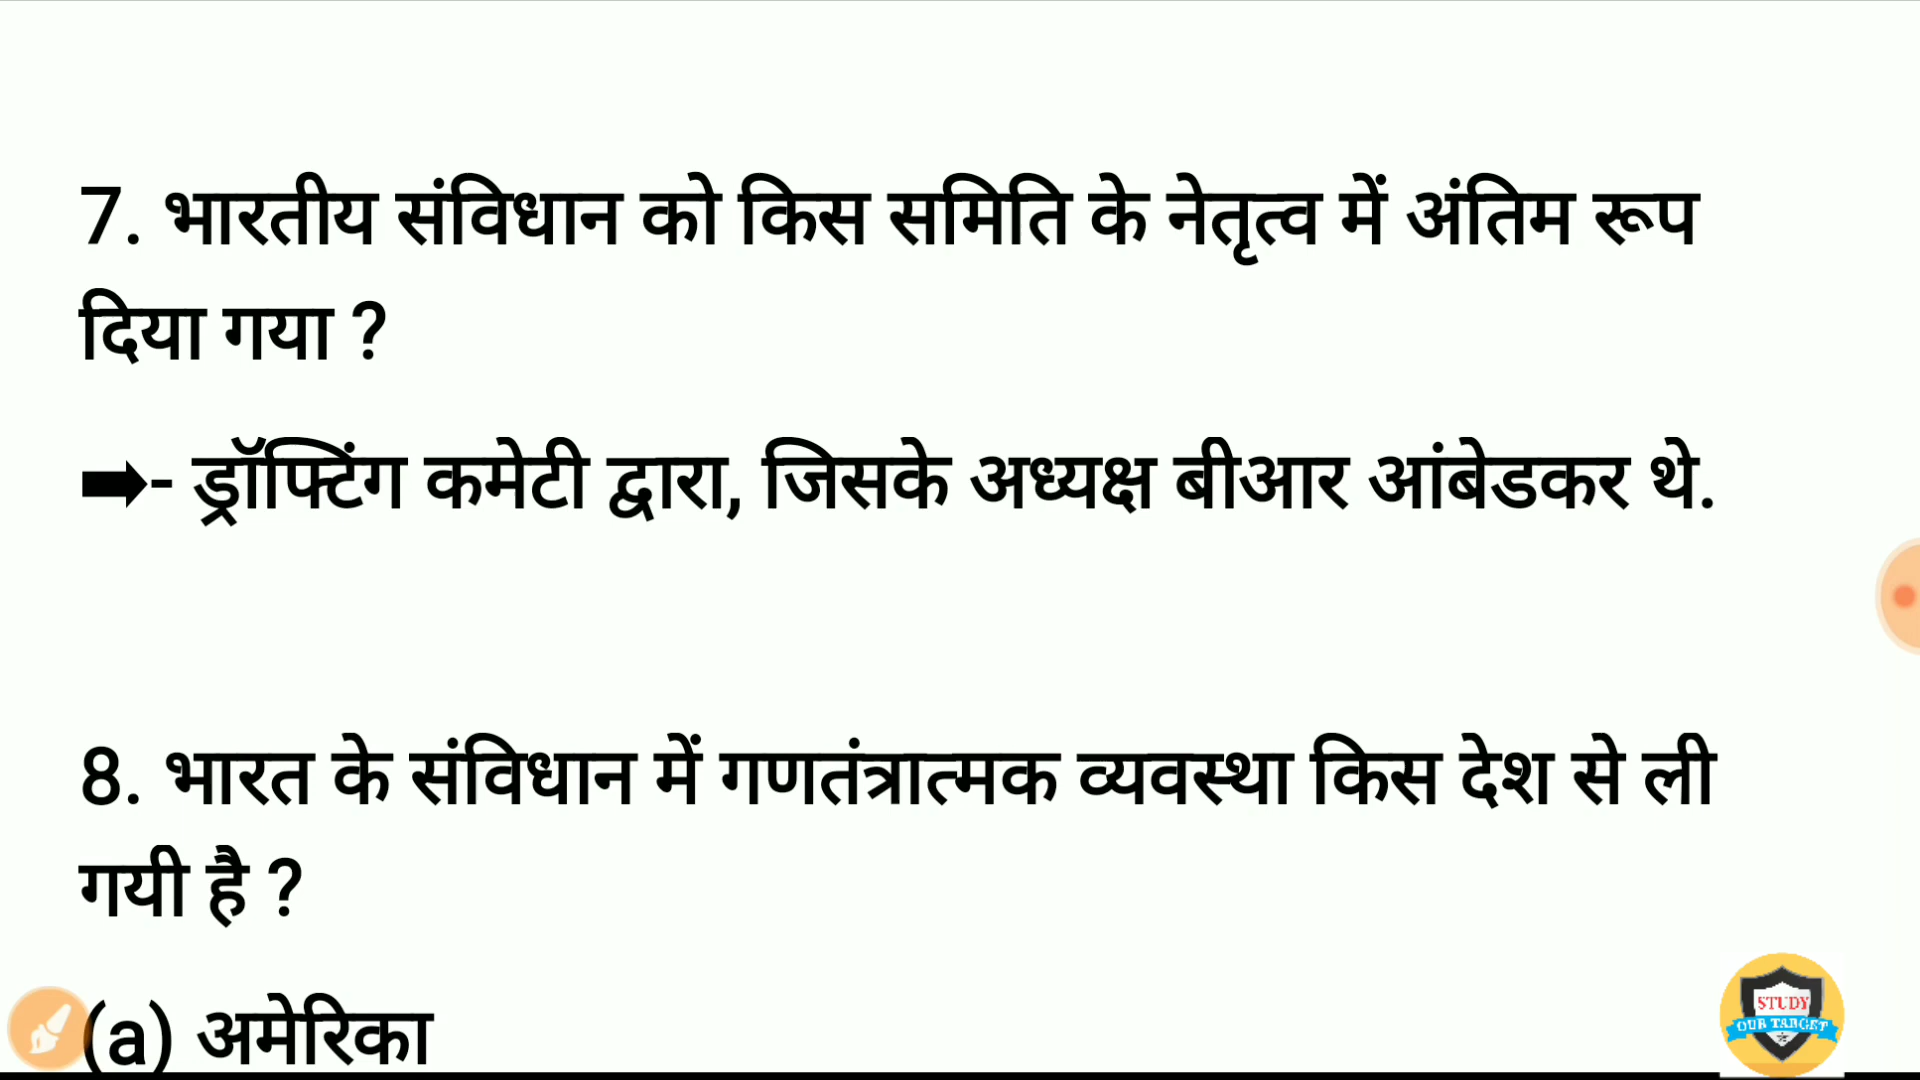 7. भारतीय संविधान को किस समिति के नेतृत्व में अंतिम रूप
दिया गया ?
➡- ड्रॉफ्टिंग कमेटी द्वारा, जिसके अध्यक्ष बीआर आंबेडकर थे.
8. भारत के संविधान में गणतंत्रात्मक व्यवस्था किस देश से ली
गयी है ?
(a) अमेरिका
STUDY
OUR TARGET